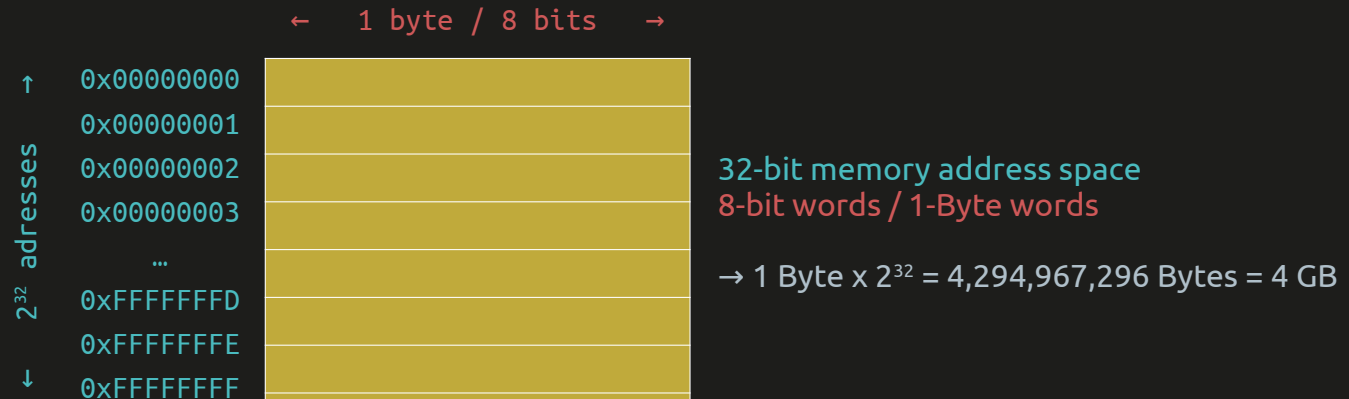 ← 1 byte / 8 bits →
↑
2³² adresses
↓
0x00000000
0x00000001
0x00000002
0x00000003
…
0xFFFFFFFD
0xFFFFFFFE
0xFFFFFFFF
32-bit memory address space
8-bit words / 1-Byte words
→ 1 Byte x 2³² = 4,294,967,296 Bytes = 4 GB